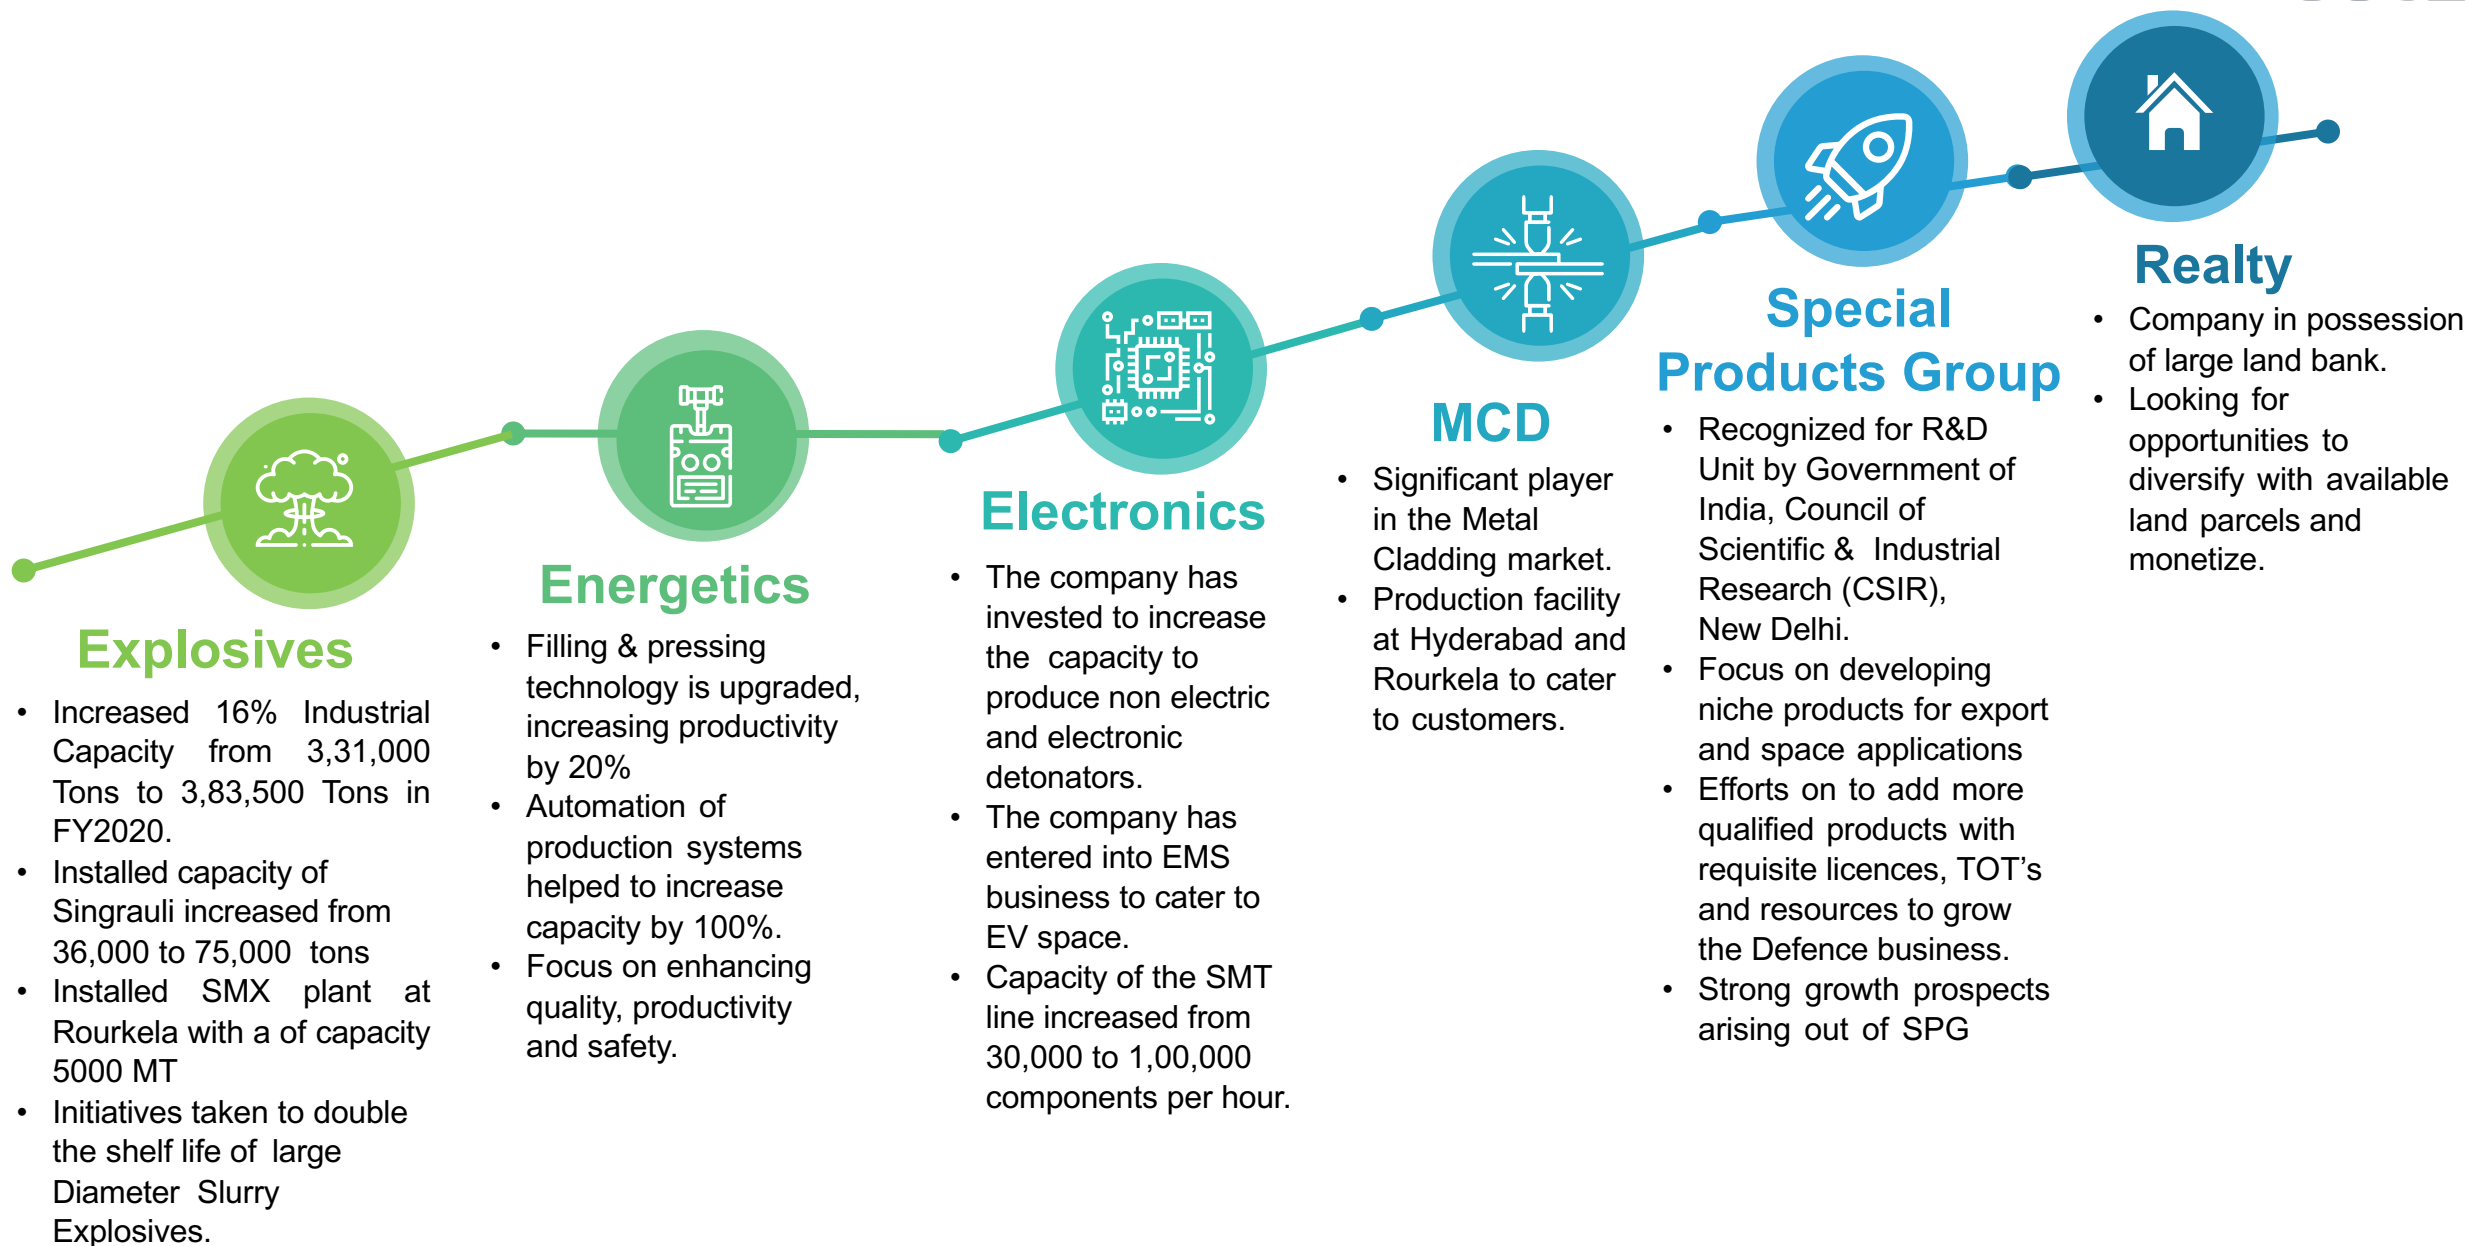 Explosives
• Increased 16% Industrial
Capacity from 3,31,000
Tons to 3,83,500 Tons in
FY2020.
• Installed capacity of
Singrauli increased from
36,000 to 75,000 tons
• Installed SMX plant at
Rourkela with a of capacity
5000 MT
• Initiatives taken to double
the shelf life of large
Diameter Slurry
Explosives.
Energetics
• Filling & pressing
technology is upgraded,
increasing productivity
by 20%
• Automation of
production systems
helped to increase
capacity by 100%.
• Focus on enhancing
quality, productivity
and safety.
Electronics
• The company has
invested to increase
the capacity to
produce non electric
and electronic
detonators.
• The company has
entered into EMS
business to cater to
EV space.
• Capacity of the SMT
line increased from
30,000 to 1,00,000
components per hour.
MCD
• Significant player
in the Metal
Cladding market.
• Production facility
at Hyderabad and
Rourkela to cater
to customers.
Special
Products Group
• Recognized for R&D
Unit by Government of
India, Council of
Scientific & Industrial
Research (CSIR),
New Delhi.
• Focus on developing
niche products for export
and space applications
• Efforts on to add more
qualified products with
requisite licences, TOT's
and resources to grow
the Defence business.
• Strong growth prospects
arising out of SPG
Realty
• Company in possession
of large land bank.
• Looking for
opportunities to
diversify with available
land parcels and
monetize.